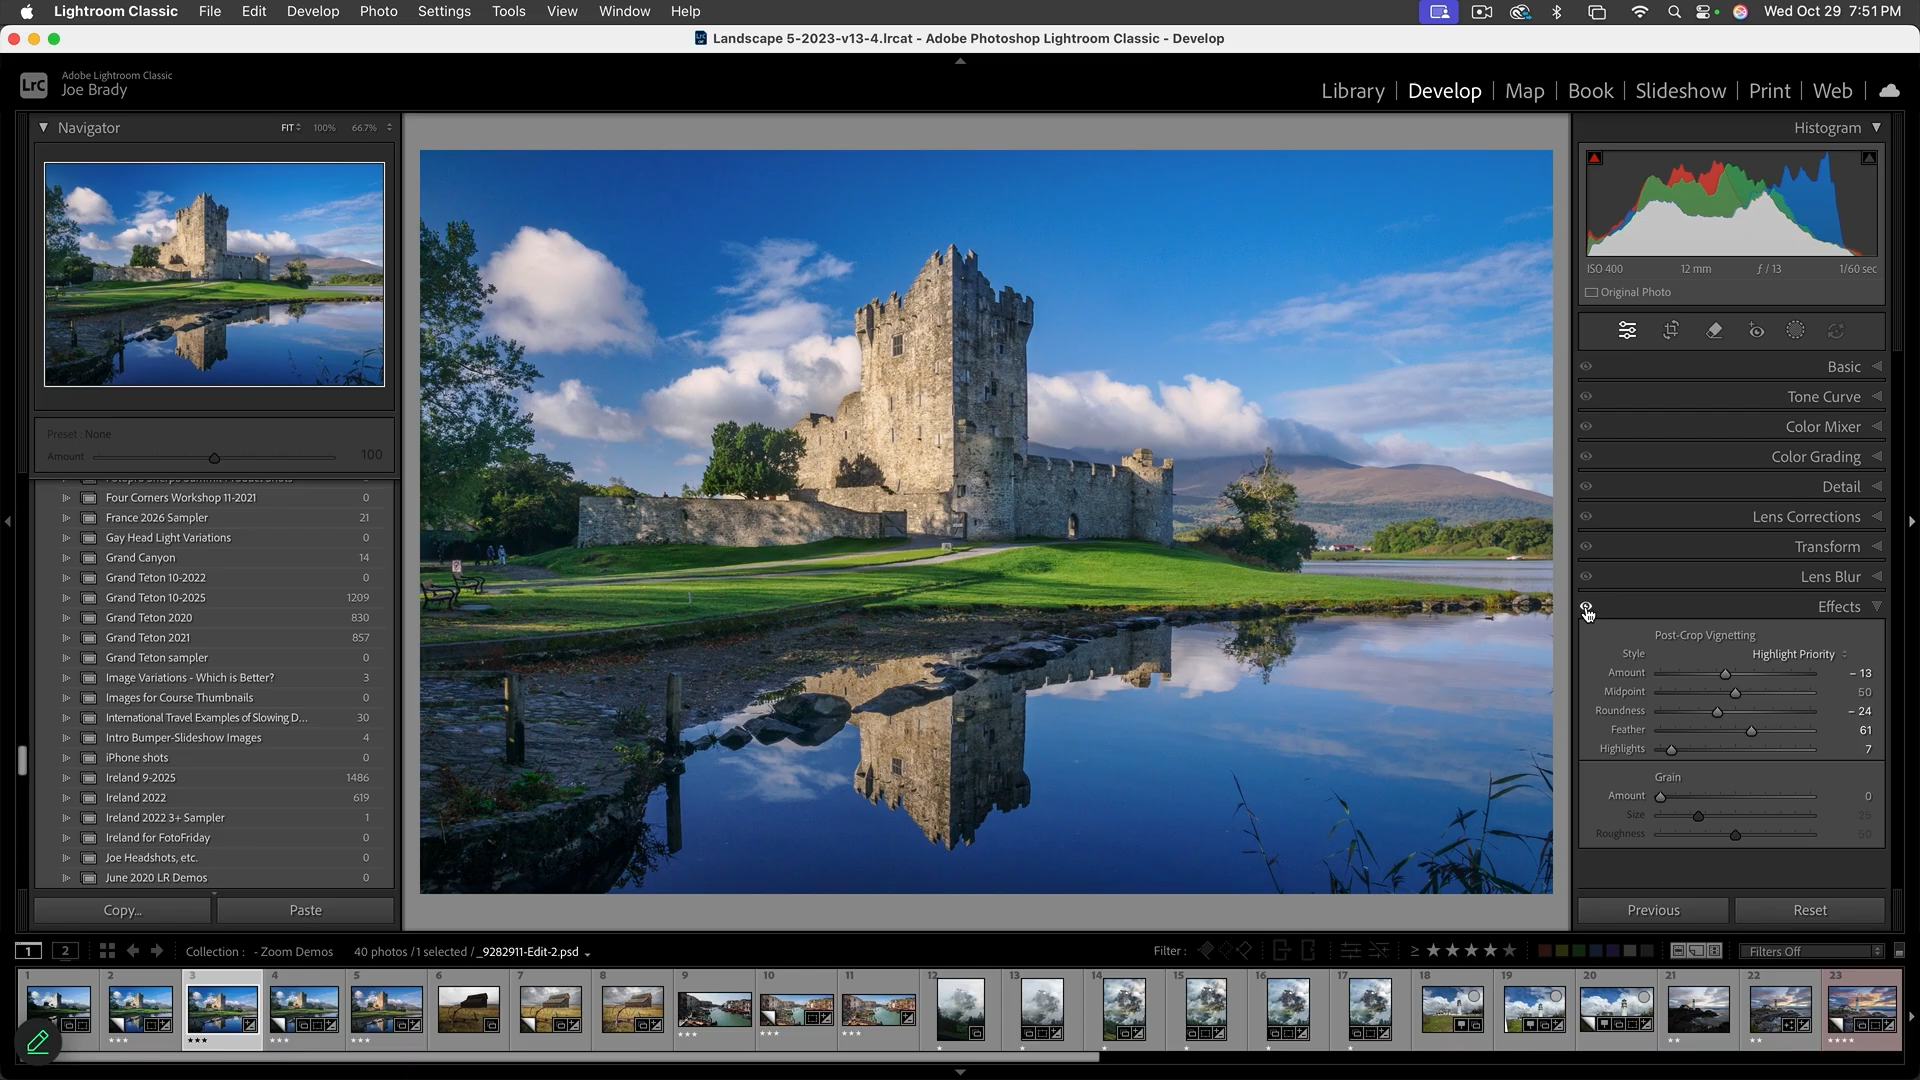 Lightroom Classic File Edit Develop Photo Settings Tools View Window Help Wed Oct 29 7:51 PM
Landscape 5-2023-v13-4.lrcat - Adobe Photoshop Lightroom Classic - Develop
LrC Adobe Lightroom Classic
Joe Brady
Library | Develop | Map | Book | Slideshow | Print | Web
Navigator FIT 100% 66.7%
Preset : None
Amount 100
Four Corners Workshop 11-2021 0
France 2026 Sampler 21
Gay Head Light Variations 0
Grand Canyon 14
Grand Teton 10-2022 0
Grand Teton 10-2025 1209
Grand Teton 2020 830
Grand Teton 2021 857
Grand Teton sampler 0
Image Variations - Which is Better? 3
Images for Course Thumbnails 0
International Travel Examples of Slowing D... 30
Intro Bumper-Slideshow Images 4
iPhone shots 0
Ireland 9-2025 1486
Ireland 2022 619
Ireland 2022 3+ Sampler 1
Ireland for FotoFriday 0
Joe Headshots, etc. 0
June 2020 LR Demos 0
Copy... Paste
Histogram
ISO 400 12 mm ƒ / 13 1/60 sec
Original Photo
Basic
Tone Curve
Color Mixer
Color Grading
Detail
Lens Corrections
Transform
Lens Blur
Effects
Post-Crop Vignetting
Style Highlight Priority
Amount – 13
Midpoint 50
Roundness – 24
Feather 61
Highlights 7
Grain
Amount 0
Size 25
Roughness 50
Previous Reset
1 2 Collection : - Zoom Demos 40 photos / 1 selected / _9282911-Edit-2.psd Filter : ≥ ★★★★★ Filters Off
1 2 3 4 5 6 7 8 9 10 11 12 13 14 15 16 17 18 19 20 21 22 23